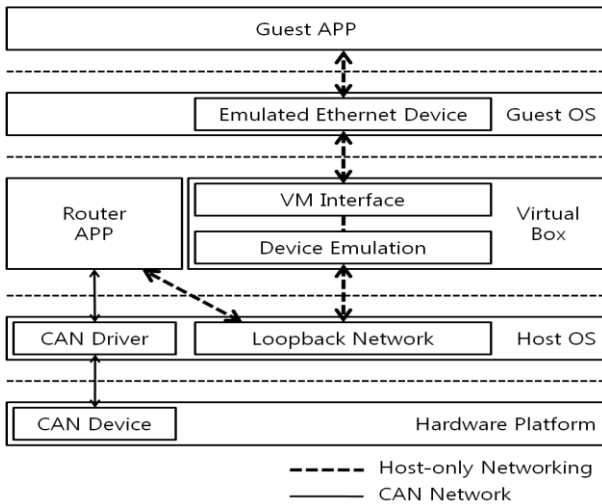 Guest APP
Emulated Ethernet Device
Guest OS
Router
APP
VM Interface
Device Emulation
Virtual
Box
CAN Driver
Loopback Network
Host OS
CAN Device
Hardware Platform
Host-only Networking
CAN Network